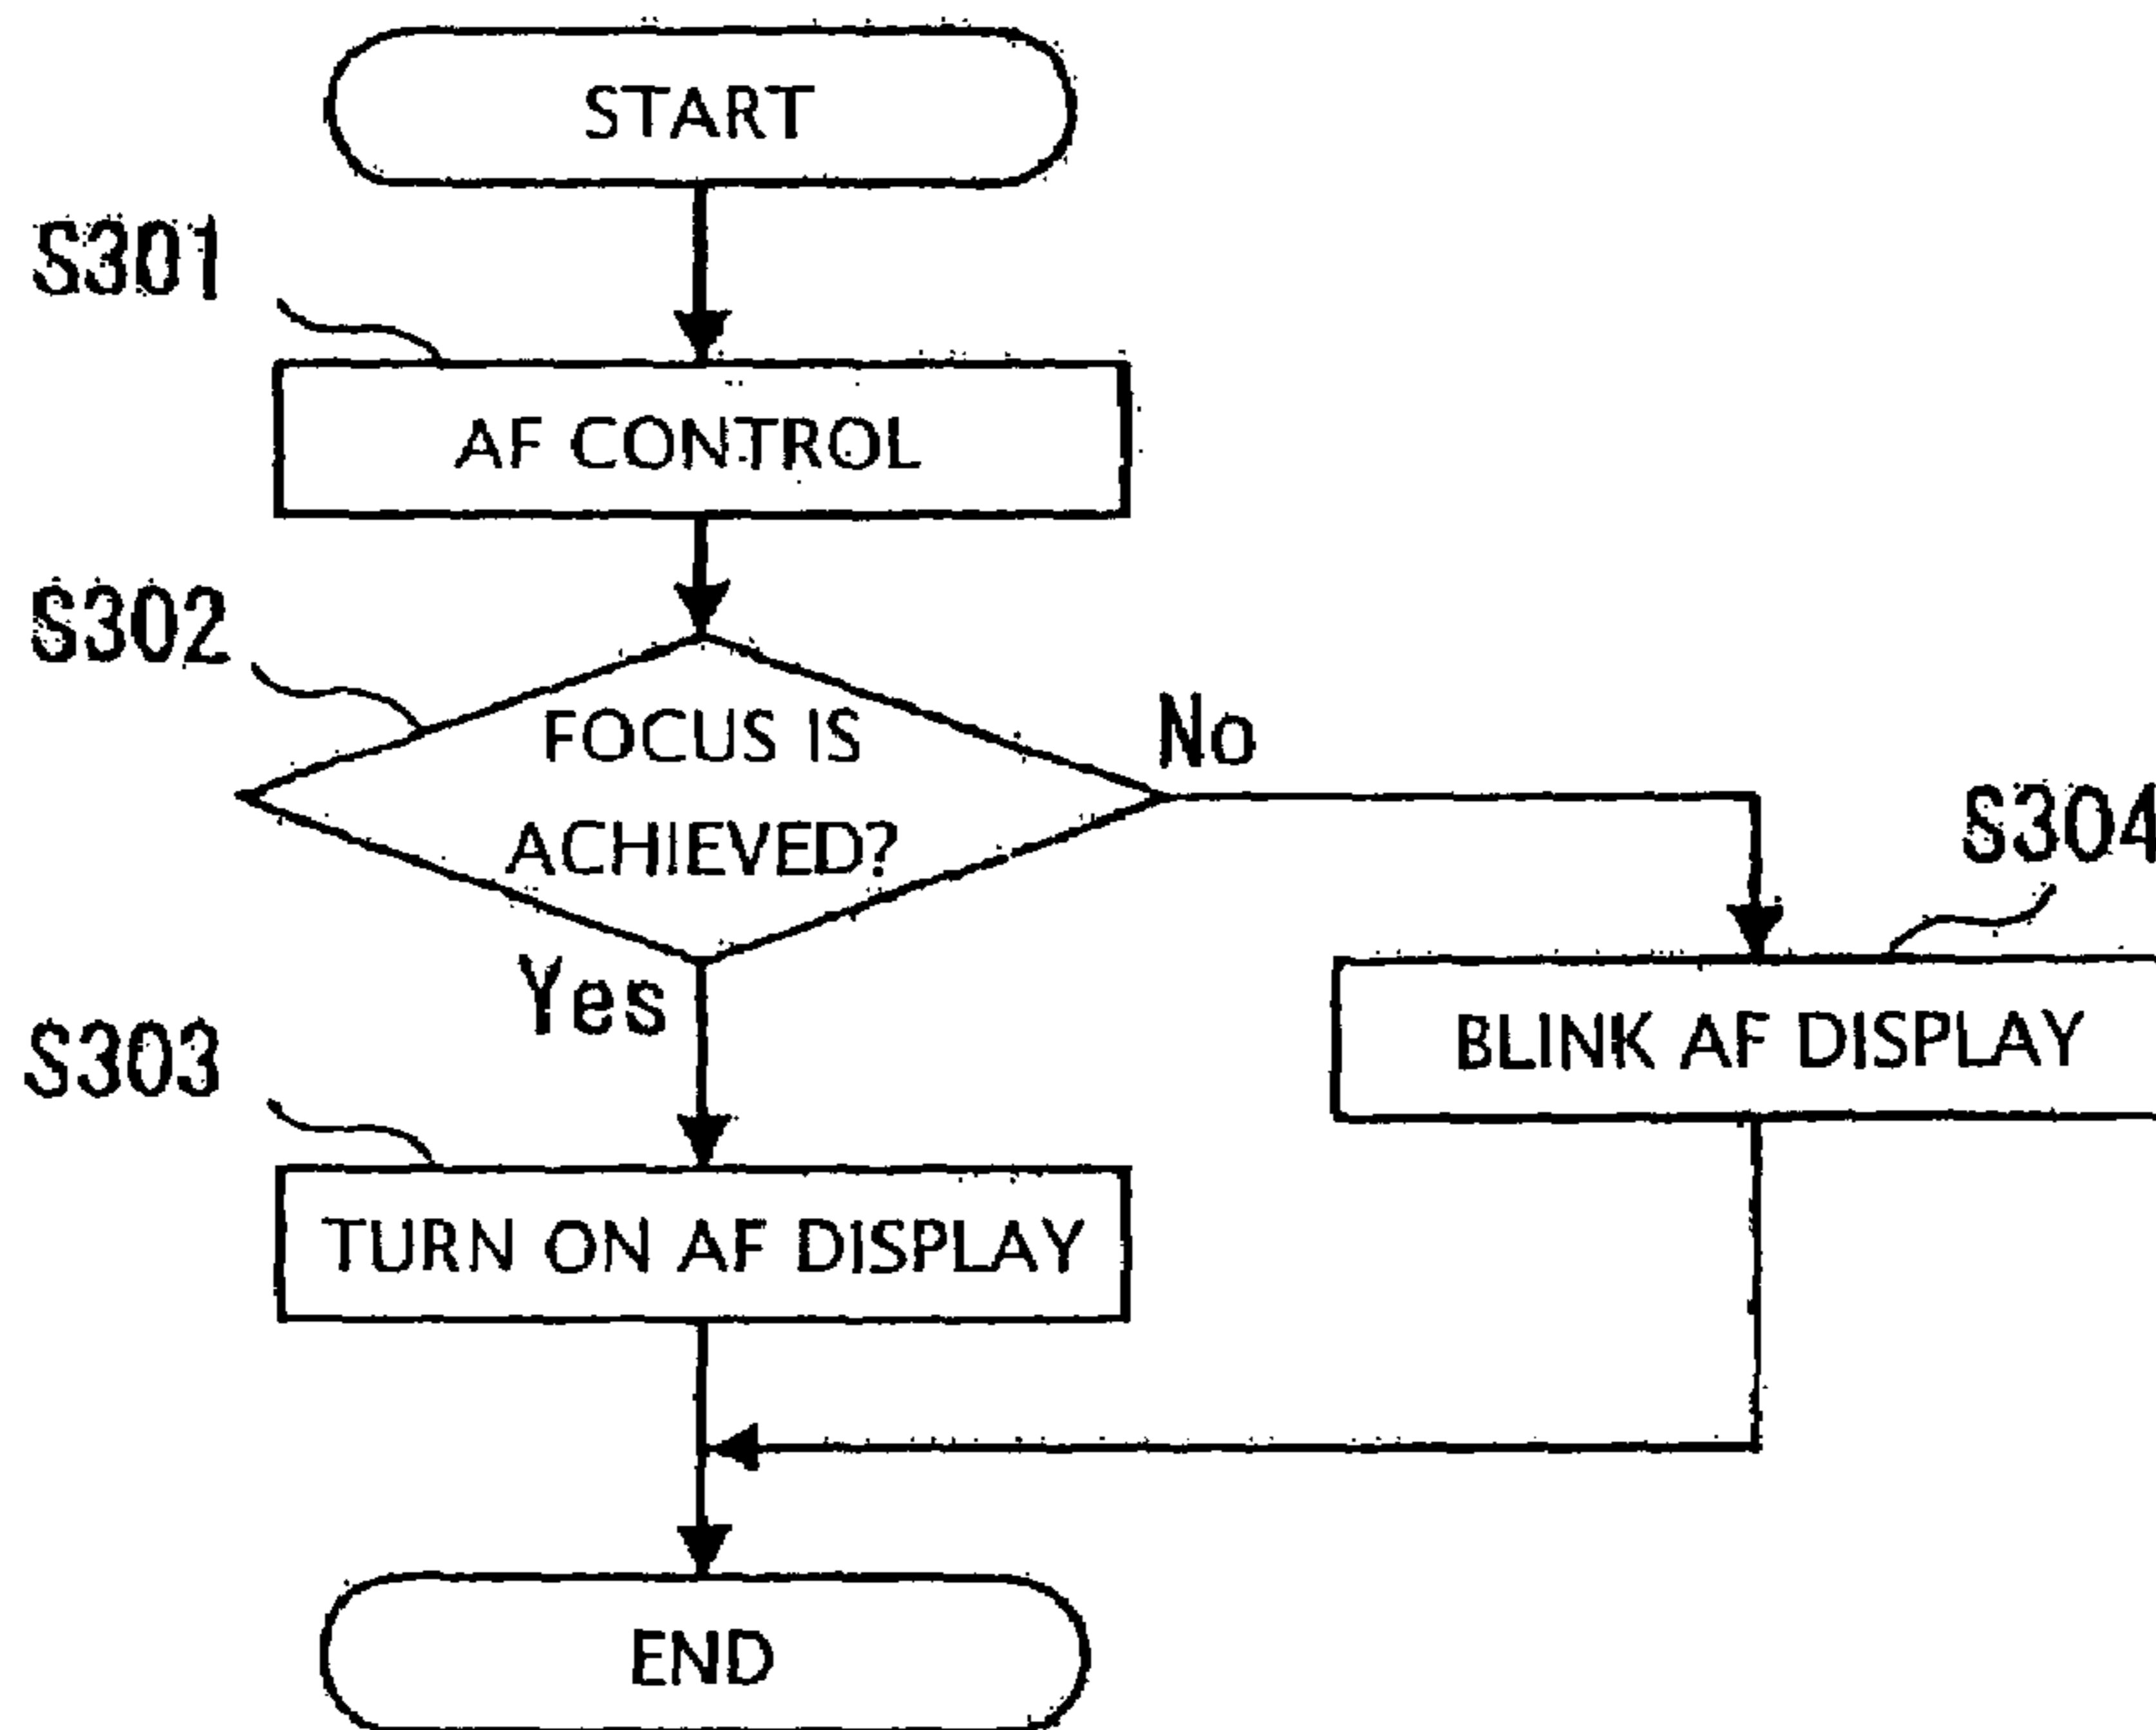 START
S301
AF CONTROL
S302
FOCUS IS
ACHIEVED?
No
S304
Yes
BLINK AF DISPLAY
S303
TURN ON AF DISPLAY
END